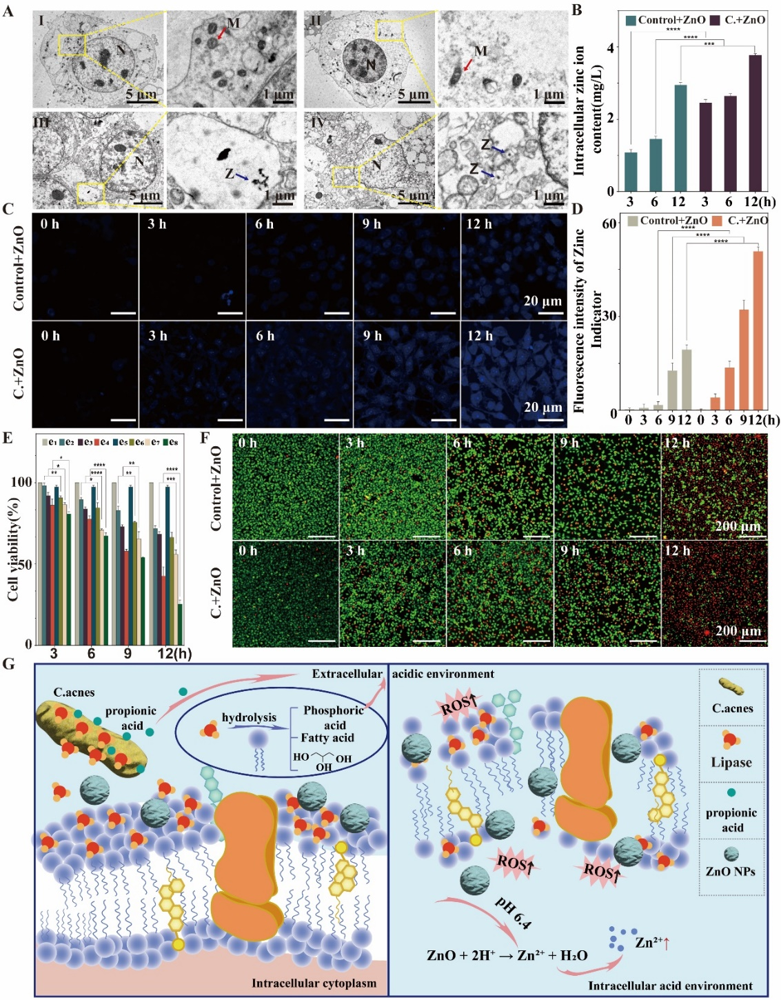 A
I
N
5 µm
M
1 µm
II
N
5 µm
M
1 µm
III
N
5 µm
Z
1 µm
IV
N
5 µm
Z
Z
1 µm
B
Control+ZnO C.+ZnO
****
****
***
Intracellular zinc ion
content(mg/L)
4
2
0
3 6 12 3 6 12(h)
C
Control+ZnO
0 h 3 h 6 h 9 h 12 h
20 µm
C.+ZnO
0 h 3 h 6 h 9 h 12 h
20 µm
D
Control+ZnO C.+ZnO
****
****
****
Fluorescence intensity of Zinc
Indicator
60
30
0
0 3 6 9 12 0 3 6 9 12(h)
E
e1 e2 e3 e4 e5 e6 e7 e8
Cell viability(%)
100
50
0
*
*
**
****
****
*
**
**
****
***
3 6 9 12(h)
F
Control+ZnO
0 h 3 h 6 h 9 h 12 h
200 µm
C.+ZnO
0 h 3 h 6 h 9 h 12 h
200 µm
G
Extracellular acidic environment
C.acnes
propionic
acid
hydrolysis
Phosphoric
acid
Fatty acid
HO OH
OH
Intracellular cytoplasm
ROS↑
ROS↑
ROS↑
pH 6.4
ZnO + 2H⁺ → Zn²⁺ + H₂O
Zn²⁺↑
Intracellular acid environment
C.acnes
Lipase
propionic
acid
ZnO NPs